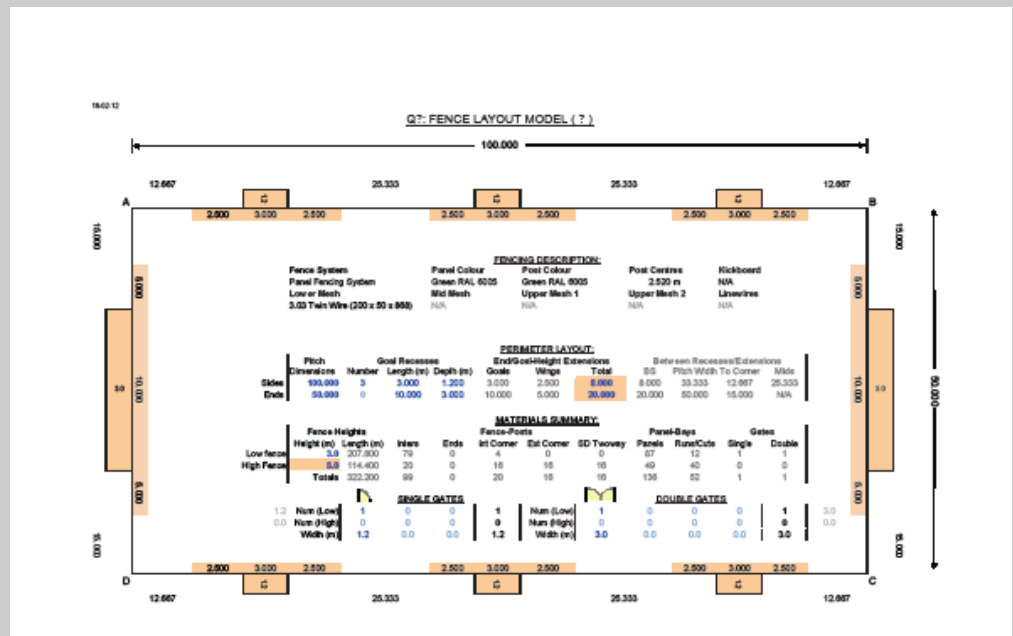 Q?: FENCE LAYOUT MODEL ( ? )
100.000
12.667 25.333 25.333 12.667
A B
2.500 3.000 2.500 2.500 3.000 2.500 2.500 3.000 2.500
15.000 15.000
FENCING DESCRIPTION:
Fence System Panel Colour Post Colour Post Centres Kickboard
Panel Fencing System Green RAL 6005 Green RAL 6005 2.520 m N/A
Lower Mesh Mid Mesh Upper Mesh 1 Upper Mesh 2 Linewires
3.03 Twin Wire (200 x 50 x 868) N/A N/A N/A N/A
5.000 5.000
PERIMETER LAYOUT:
Pitch Goal Recesses End/Goal-Height Extensions Between Recesses/Extensions
Dimensions Number Length (m) Depth (m) Goals Wings Total BS Pitch Width To Corner Mids
Sides 100.000 3 3.000 1.200 3.000 2.500 8.000 8.000 33.333 12.667 25.333
Ends 50.000 0 10.000 3.000 10.000 5.000 20.000 20.000 50.000 15.000 N/A
3.0 10.000 10.000 3.0
50.000
MATERIALS SUMMARY:
Fence Heights Fence-Posts Panel-Bays Gates
Height (m) Length (m) Inters Ends Int Corner Ext Corner SD Twoway Panels Runs/Cuts Single Double
Low fence 3.0 207.800 79 0 4 0 0 87 12 1 1
High Fence 5.0 114.400 20 0 16 16 16 49 40 0 0
Totals 322.200 99 0 20 16 16 136 52 1 1
5.000 5.000
SINGLE GATES DOUBLE GATES
1.2 Num (Low) 1 0 0 1 Num (Low) 1 0 0 0 1 3.0
0.0 Num (High) 0 0 0 0 Num (High) 0 0 0 0 0 0.0
Width (m) 1.2 0.0 0.0 1.2 Width (m) 3.0 0.0 0.0 0.0 3.0
15.000 15.000
2.500 3.000 2.500 2.500 3.000 2.500 2.500 3.000 2.500
D C
12.667 25.333 25.333 12.667